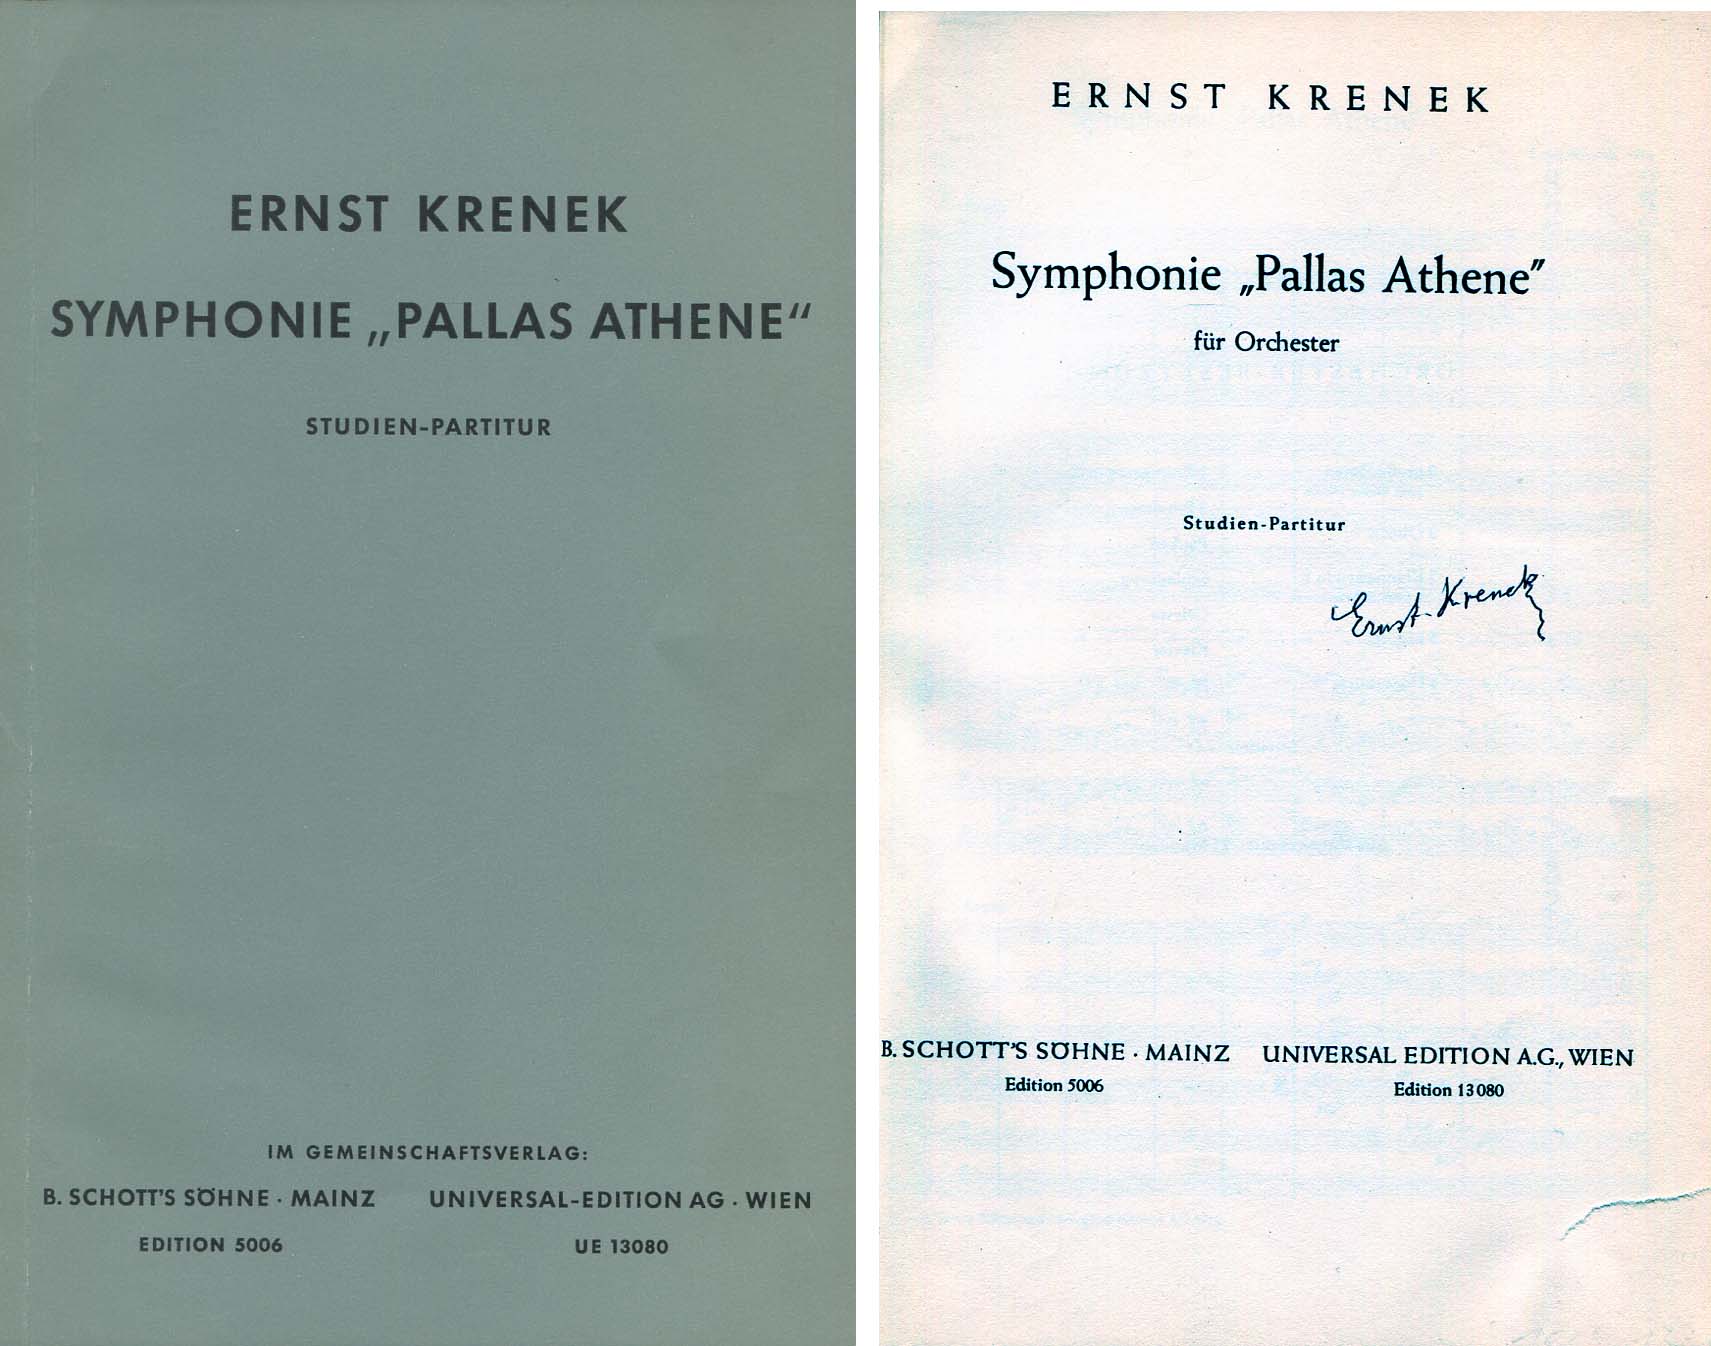 ERNST KRENEK
SYMPHONIE „PALLAS ATHENE“
STUDIEN-PARTITUR
IM GEMEINSCHAFTSVERLAG:
B. SCHOTT'S SÖHNE · MAINZ UNIVERSAL-EDITION AG · WIEN
EDITION 5006 UE 13080
ERNST KRENEK
Symphonie „Pallas Athene”
für Orchester
Studien-Partitur
Ernst Krenek
B. SCHOTT'S SÖHNE · MAINZ UNIVERSAL EDITION A.G., WIEN
Edition 5006 Edition 13080